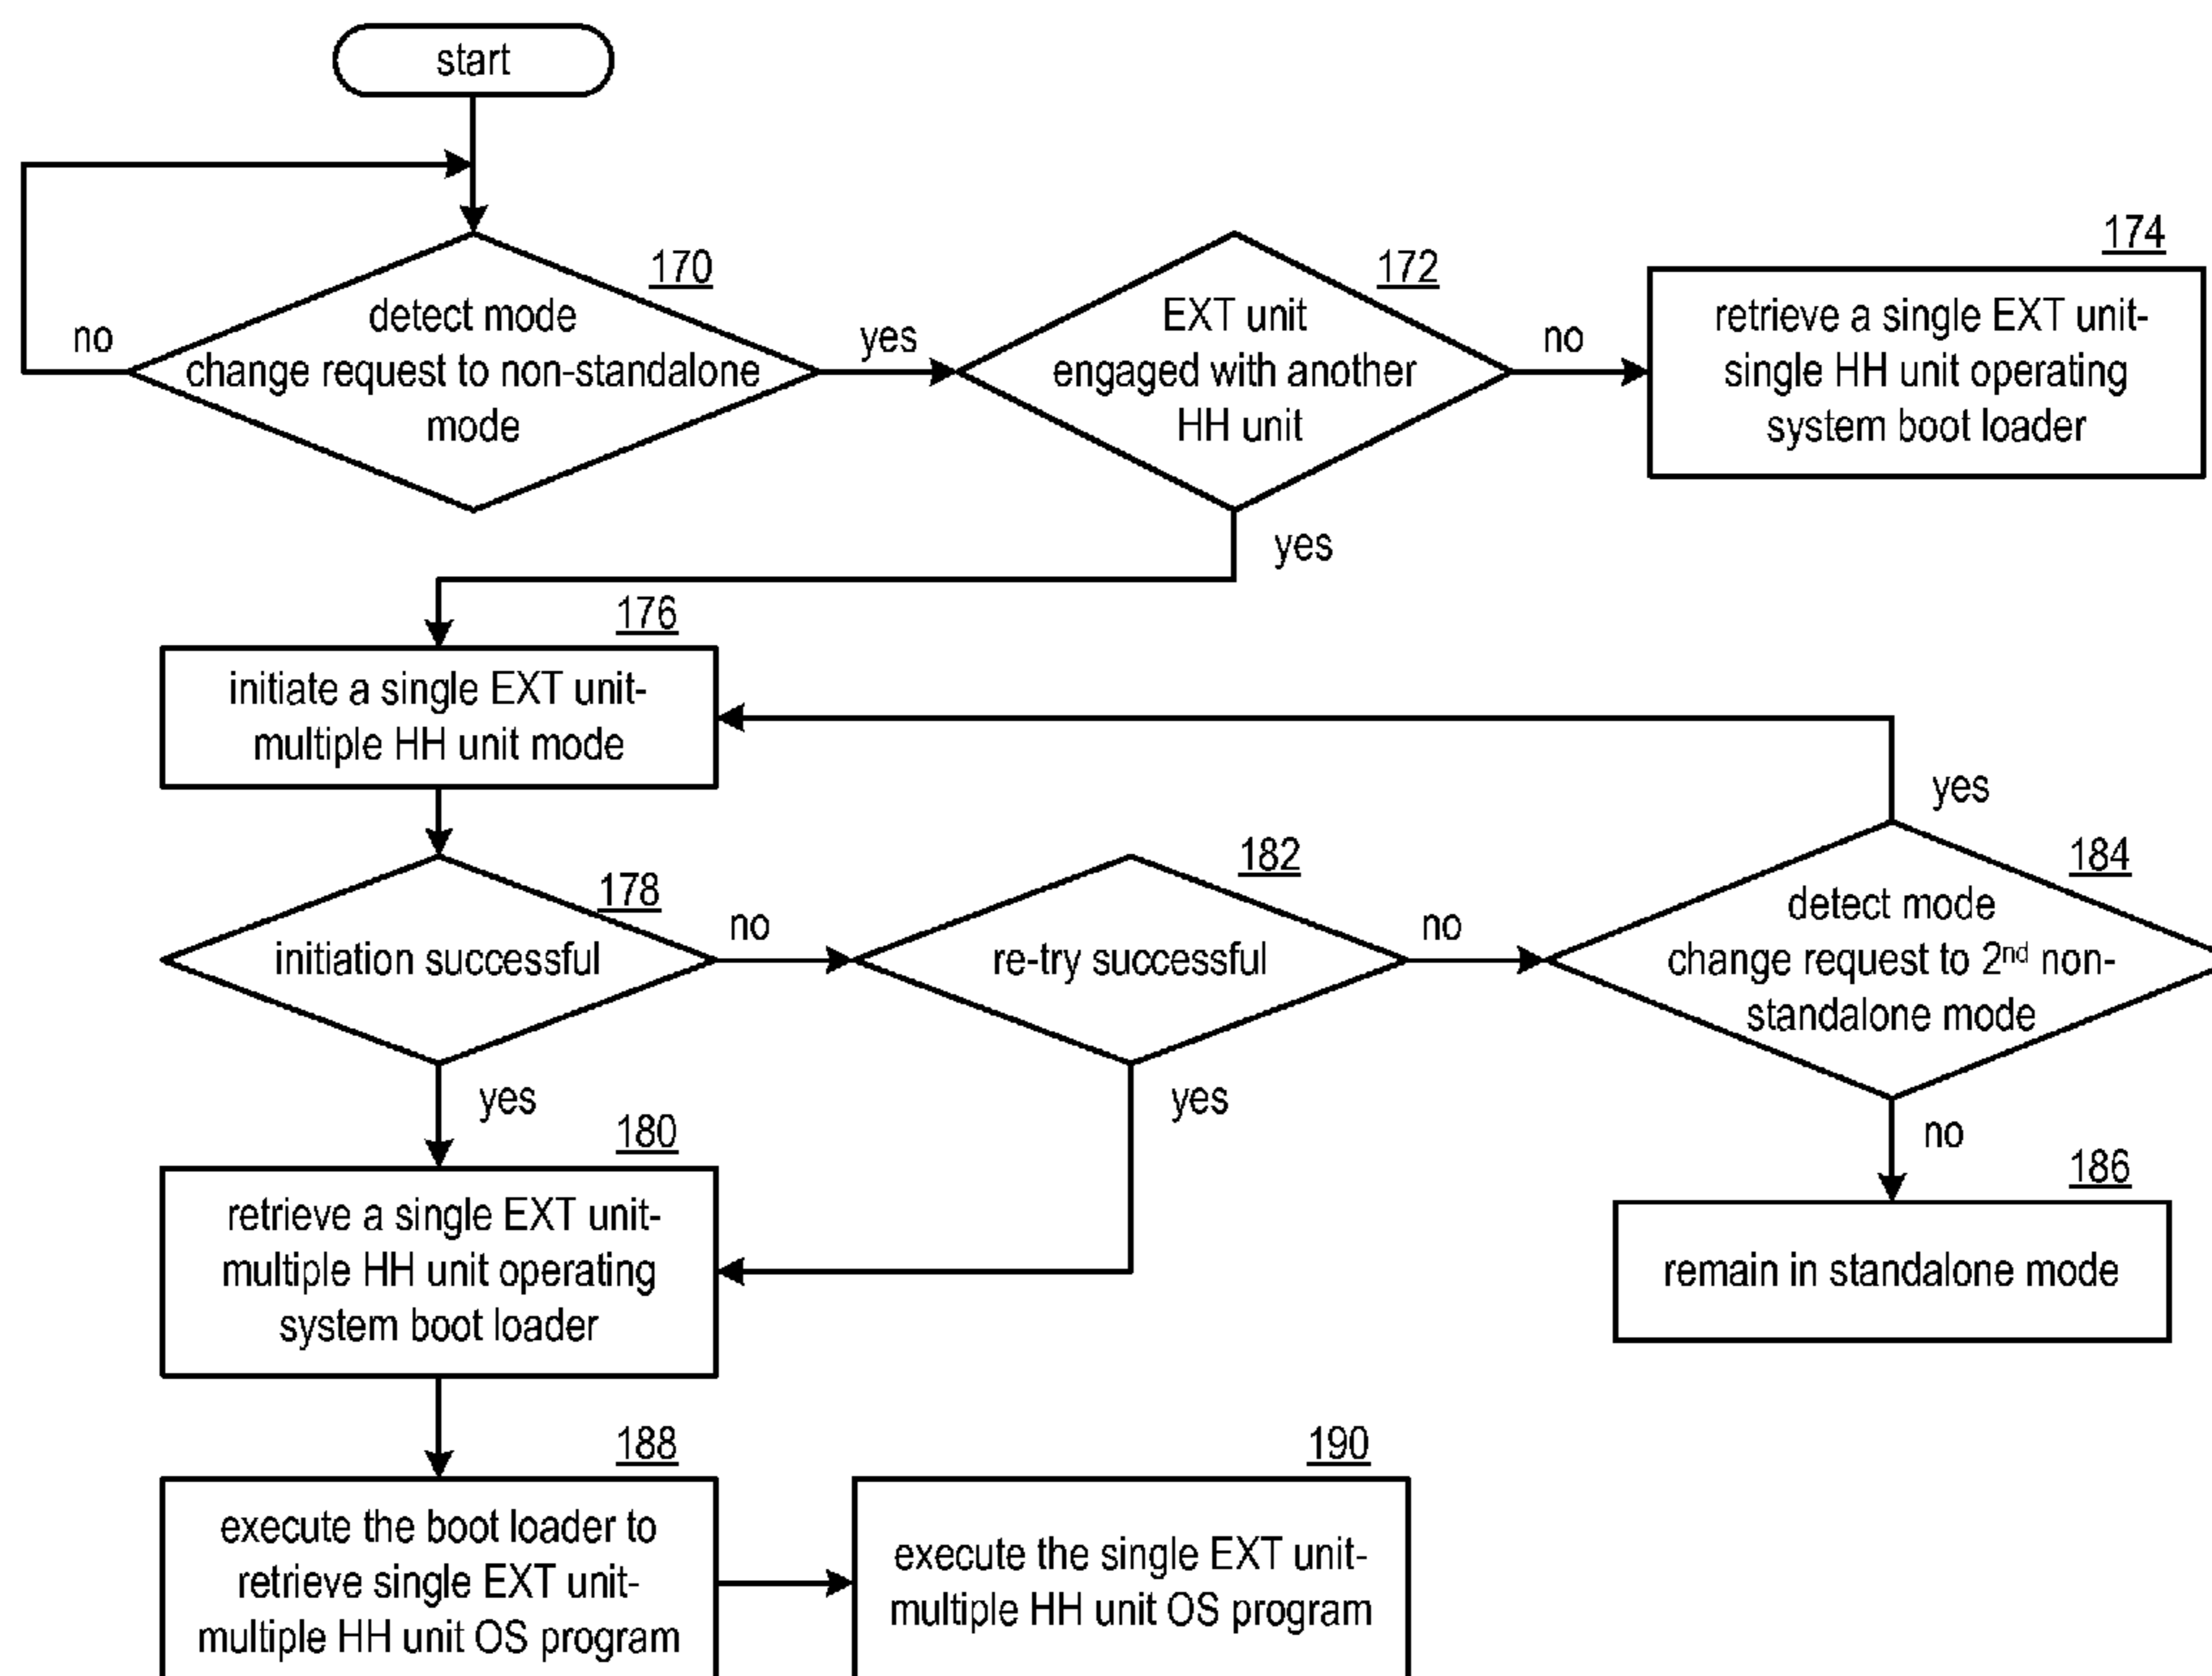 start
170
detect mode
change request to non-standalone
mode
no
yes
172
EXT unit
engaged with another
HH unit
no
yes
174
retrieve a single EXT unit-
single HH unit operating
system boot loader
176
initiate a single EXT unit-
multiple HH unit mode
178
initiation successful
no
yes
182
re-try successful
no
yes
184
detect mode
change request to 2nd non-
standalone mode
yes
no
186
remain in standalone mode
180
retrieve a single EXT unit-
multiple HH unit operating
system boot loader
188
execute the boot loader to
retrieve single EXT unit-
multiple HH unit OS program
190
execute the single EXT unit-
multiple HH unit OS program